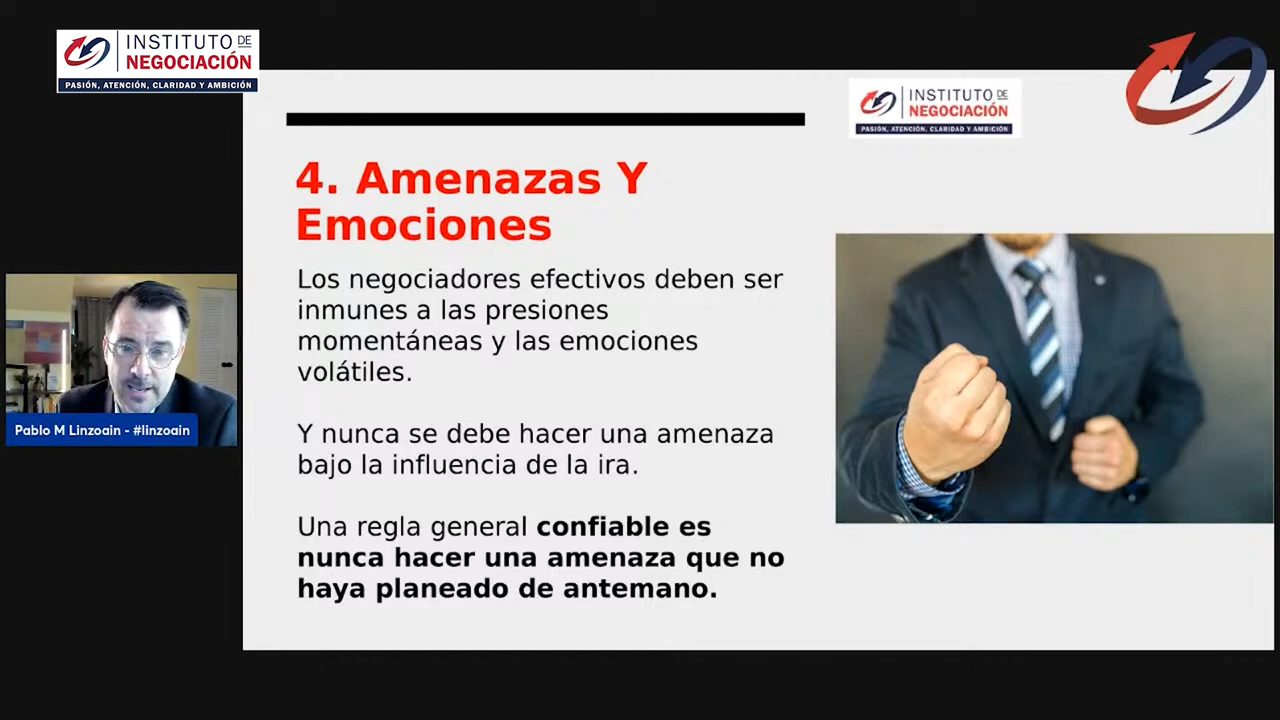 INSTITUTO DE
NEGOCIACIÓN
PASIÓN, ATENCIÓN, CLARIDAD Y AMBICIÓN
INSTITUTO DE
NEGOCIACIÓN
PASIÓN, ATENCIÓN, CLARIDAD Y AMBICIÓN
4. Amenazas Y
Emociones
Los negociadores efectivos deben ser
inmunes a las presiones
momentáneas y las emociones
volátiles.
Y nunca se debe hacer una amenaza
bajo la influencia de la ira.
Una regla general confiable es
nunca hacer una amenaza que no
haya planeado de antemano.
Pablo M Linzoain - #linzoain